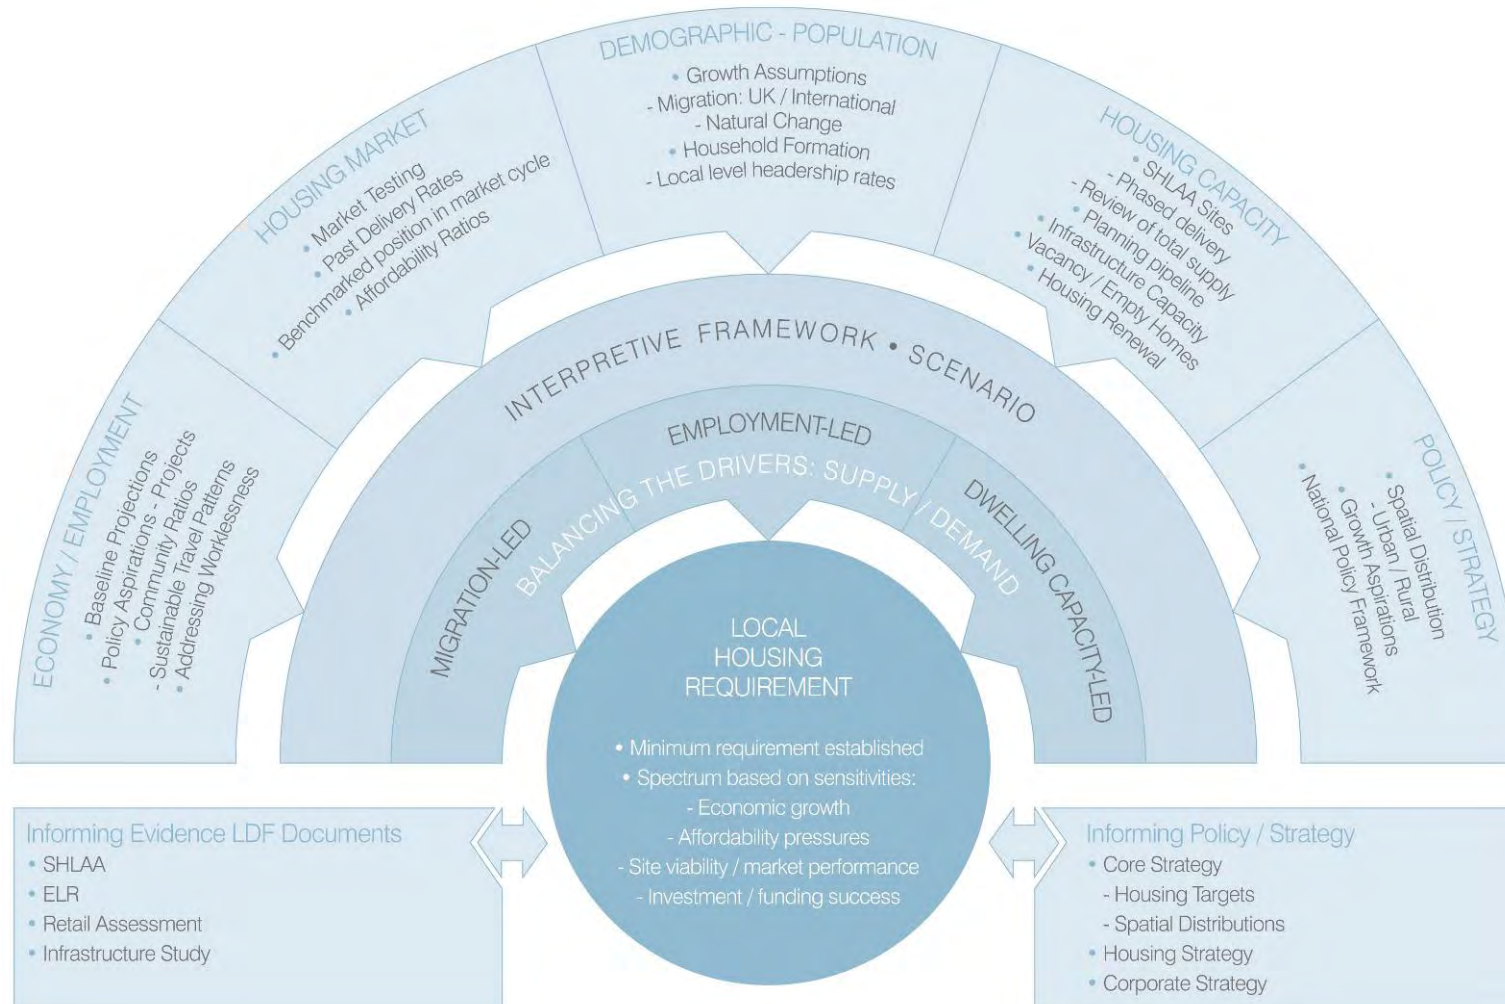 ECONOMY / EMPLOYMENT
• Baseline Projections
• Policy Aspirations - Projects
• Community Ratios
- Sustainable Travel Patterns
• Addressing Worklessness
HOUSING MARKET
• Market Testing
• Past Delivery Rates
• Benchmarked position in market cycle
• Affordability Ratios
DEMOGRAPHIC - POPULATION
• Growth Assumptions
- Migration: UK / International
- Natural Change
• Household Formation
- Local level headership rates
HOUSING CAPACITY
• SHLAA Sites
- Phased delivery
- Review of total supply
• Planning pipeline
• Infrastructure Capacity
• Vacancy / Empty Homes
• Housing Renewal
POLICY / STRATEGY
• Spatial Distribution
- Urban / Rural
• Growth Aspirations
• National Policy Framework
INTERPRETIVE FRAMEWORK • SCENARIO
MIGRATION-LED
EMPLOYMENT-LED
DWELLING CAPACITY-LED
BALANCING THE DRIVERS: SUPPLY / DEMAND
LOCAL
HOUSING
REQUIREMENT
• Minimum requirement established
• Spectrum based on sensitivities:
- Economic growth
- Affordability pressures
- Site viability / market performance
- Investment / funding success
Informing Evidence LDF Documents
• SHLAA
• ELR
• Retail Assessment
• Infrastructure Study
Informing Policy / Strategy
• Core Strategy
- Housing Targets
- Spatial Distributions
• Housing Strategy
• Corporate Strategy